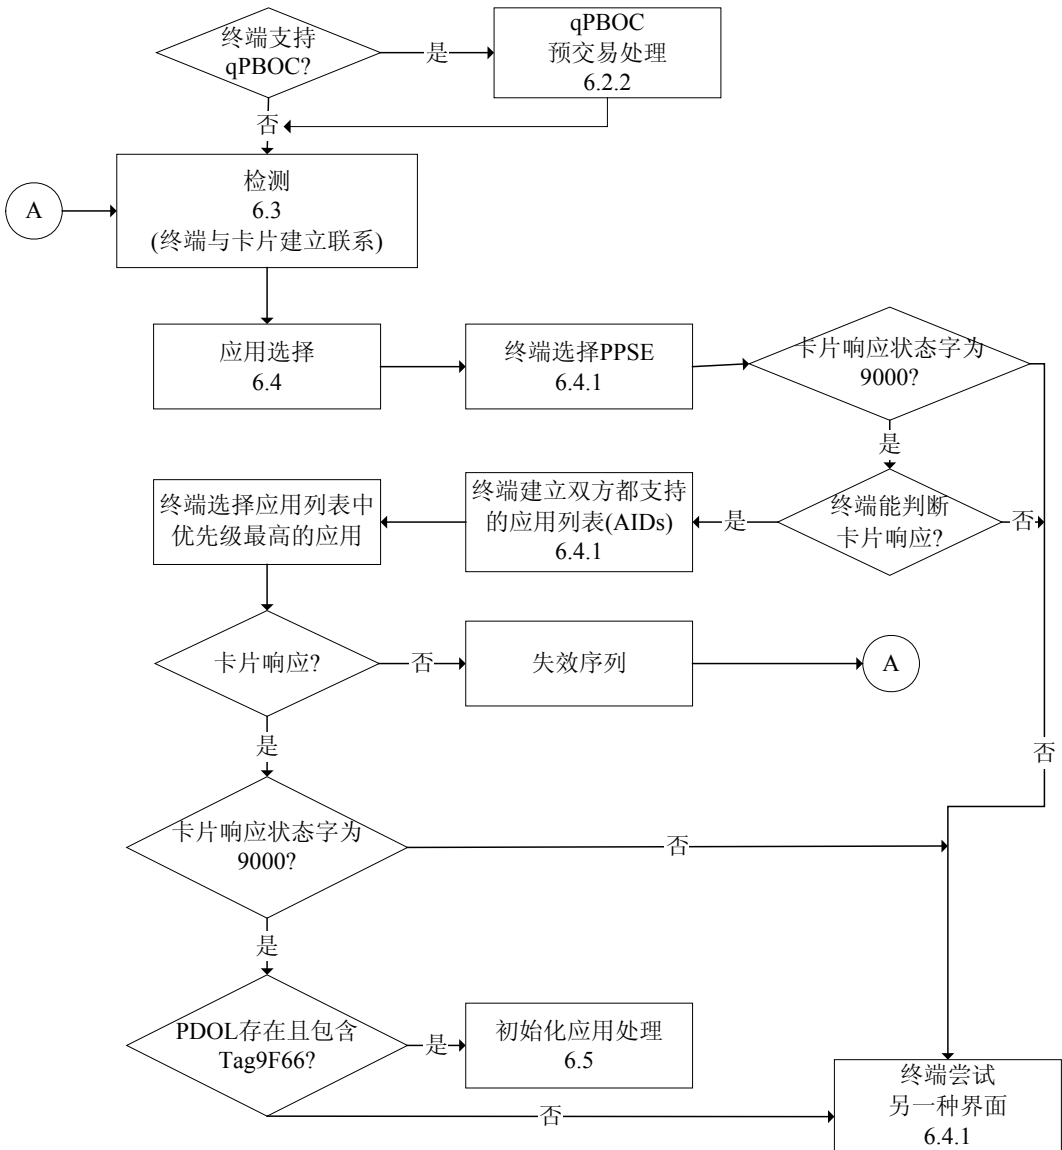 终端支持
qPBOC?
是
qPBOC
预交易处理
6.2.2
否
检测
6.3
(终端与卡片建立联系)
A
应用选择
6.4
终端选择PPSE
6.4.1
卡片响应状态字为
9000?
是
终端选择应用列表中
优先级最高的应用
终端建立双方都支持
的应用列表(AIDs)
6.4.1
是
终端能判断
卡片响应?
否
卡片响应?
否
失效序列
A
是
否
卡片响应状态字为
9000?
否
是
PDOL存在且包含
Tag9F66?
是
初始化应用处理
6.5
否
终端尝试
另一种界面
6.4.1